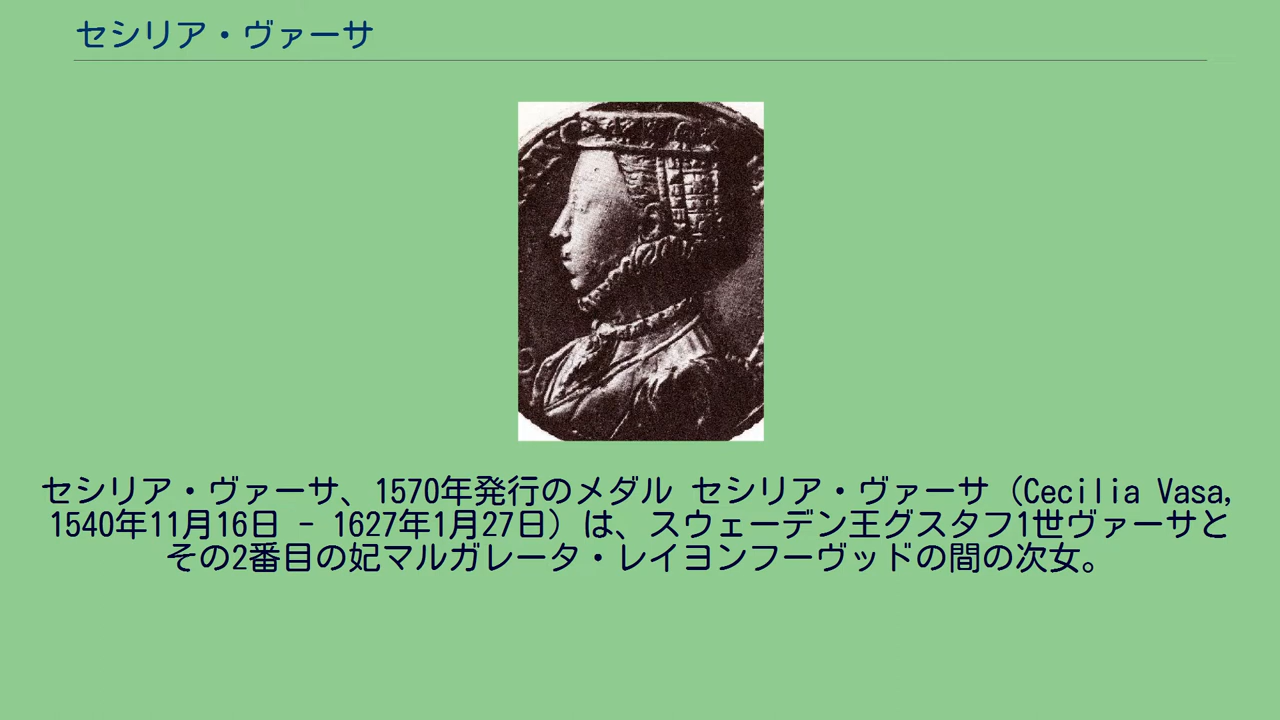 セシリア・ヴァーサ
セシリア・ヴァーサ、1570年発行のメダル セシリア・ヴァーサ（Cecilia Vasa,
1540年11月16日 - 1627年1月27日）は、スウェーデン王グスタフ1世ヴァーサと
その2番目の妃マルガレータ・レイヨンフーヴッドの間の次女。